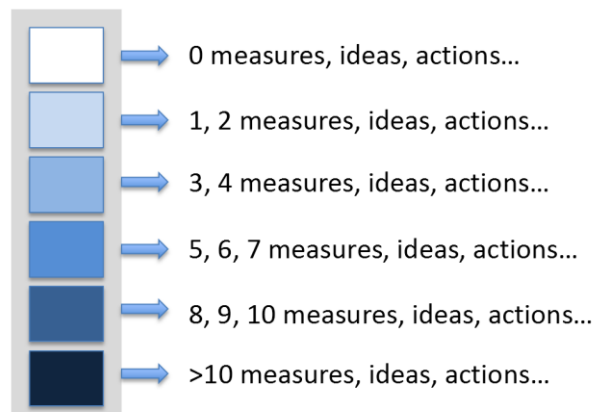 0 measures, ideas, actions…
1, 2 measures, ideas, actions…
3, 4 measures, ideas, actions…
5, 6, 7 measures, ideas, actions…
8, 9, 10 measures, ideas, actions…
>10 measures, ideas, actions…